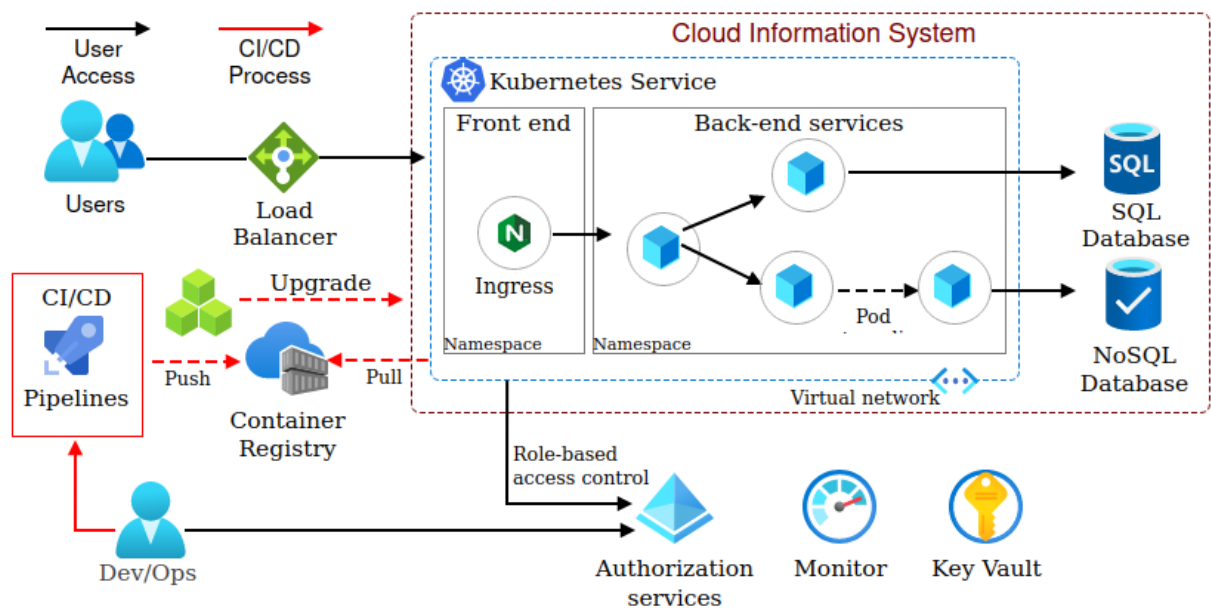 User
Access
CI/CD
Process
Cloud Information System
Kubernetes Service
Front end
Back-end services
Users
Load
Balancer
N
Ingress
SQL
SQL
Database
CI/CD
Pipelines
Upgrade
Push
Pull
Container
Registry
Namespace
Namespace
Pod
NoSQL
Database
Virtual network
Role-based
access control
Dev/Ops
Authorization
services
Monitor
Key Vault